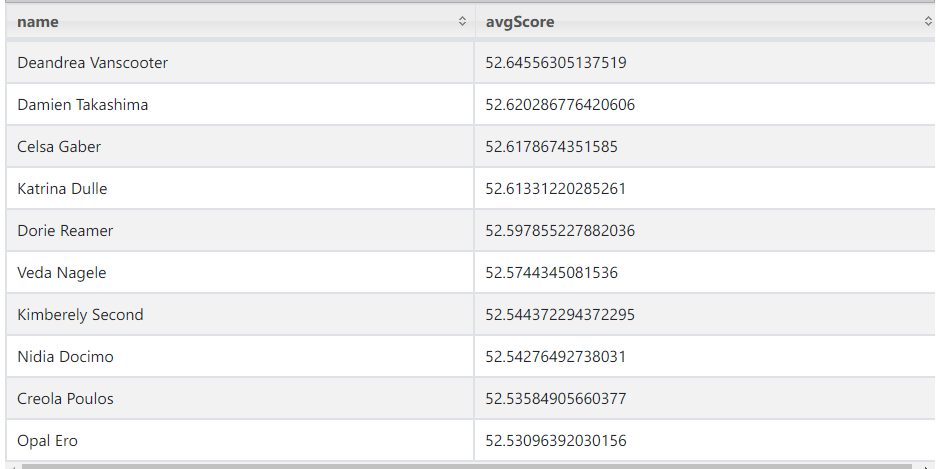 name avgScore
Deandrea Vanscooter 52.64556305137519
Damien Takashima 52.620286776420606
Celsa Gaber 52.6178674351585
Katrina Dulle 52.61331220285261
Dorie Reamer 52.597855227882036
Veda Nagele 52.5744345081536
Kimberely Second 52.544372294372295
Nidia Docimo 52.54276492738031
Creola Poulos 52.53584905660377
Opal Ero 52.53096392030156